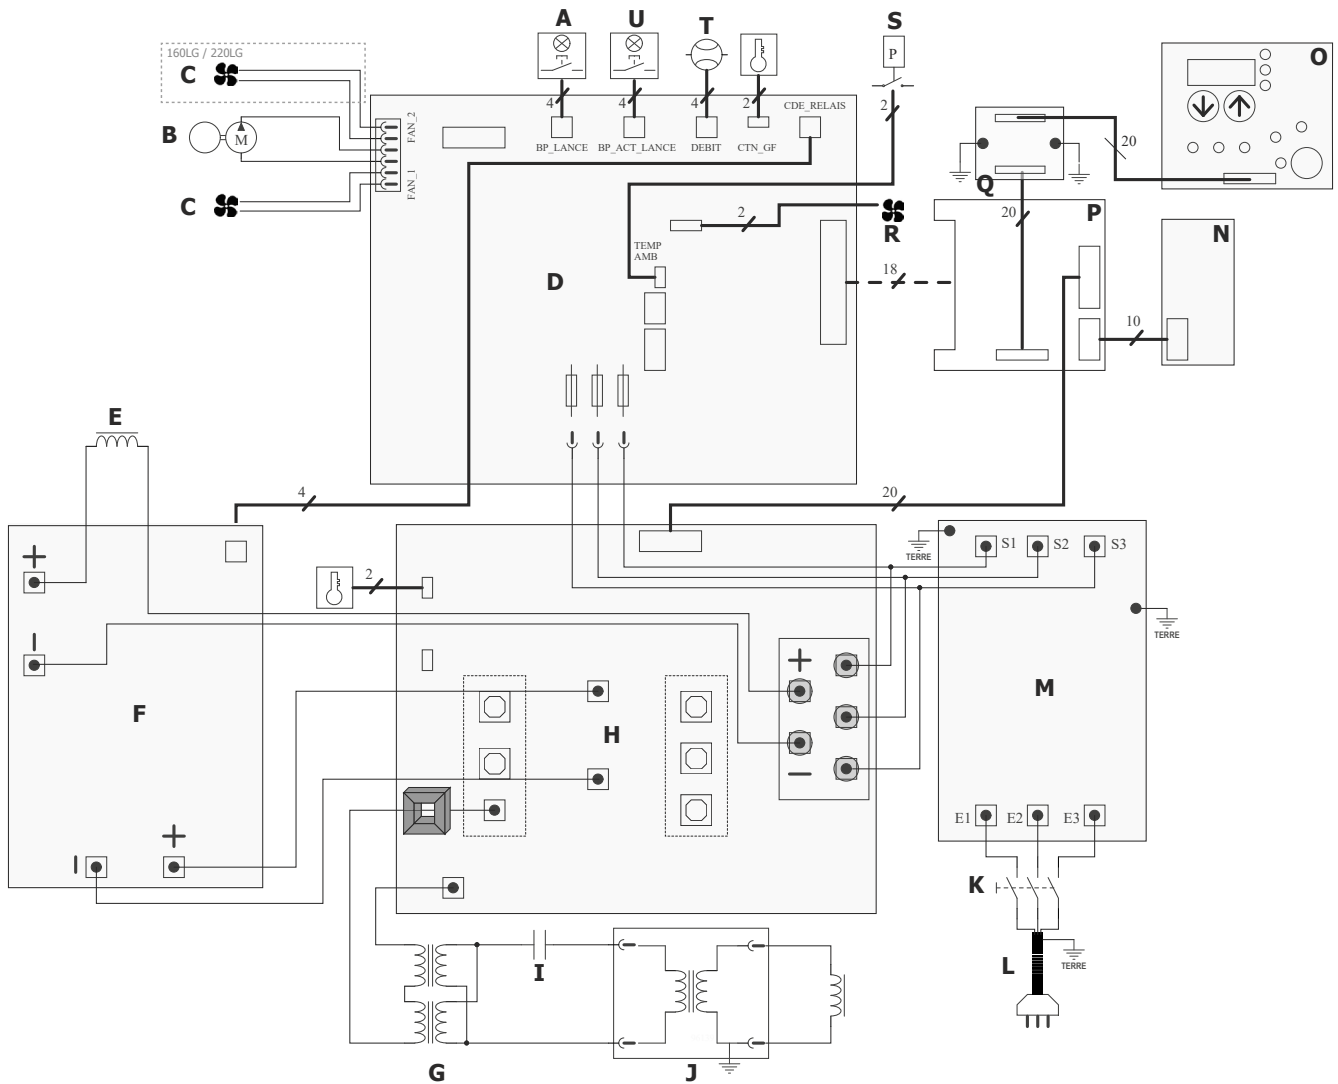 A
U
T
S
160LG / 220LG
C
P
O
4
4
4
2
2
CDE_RELAIS
FAN_2
B
M
BP_LANCE
BP_ACT_LANCE
DEBIT
CTN_GF
20
FAN_1
Q
C
2
20
P
R
N
TEMP
AMB
D
18
10
E
4
20
TERRE
S1
S2
S3
+
2
TERRE
+
M
F
H
−
+
E1
E2
E3
K
L
TERRE
I
G
J